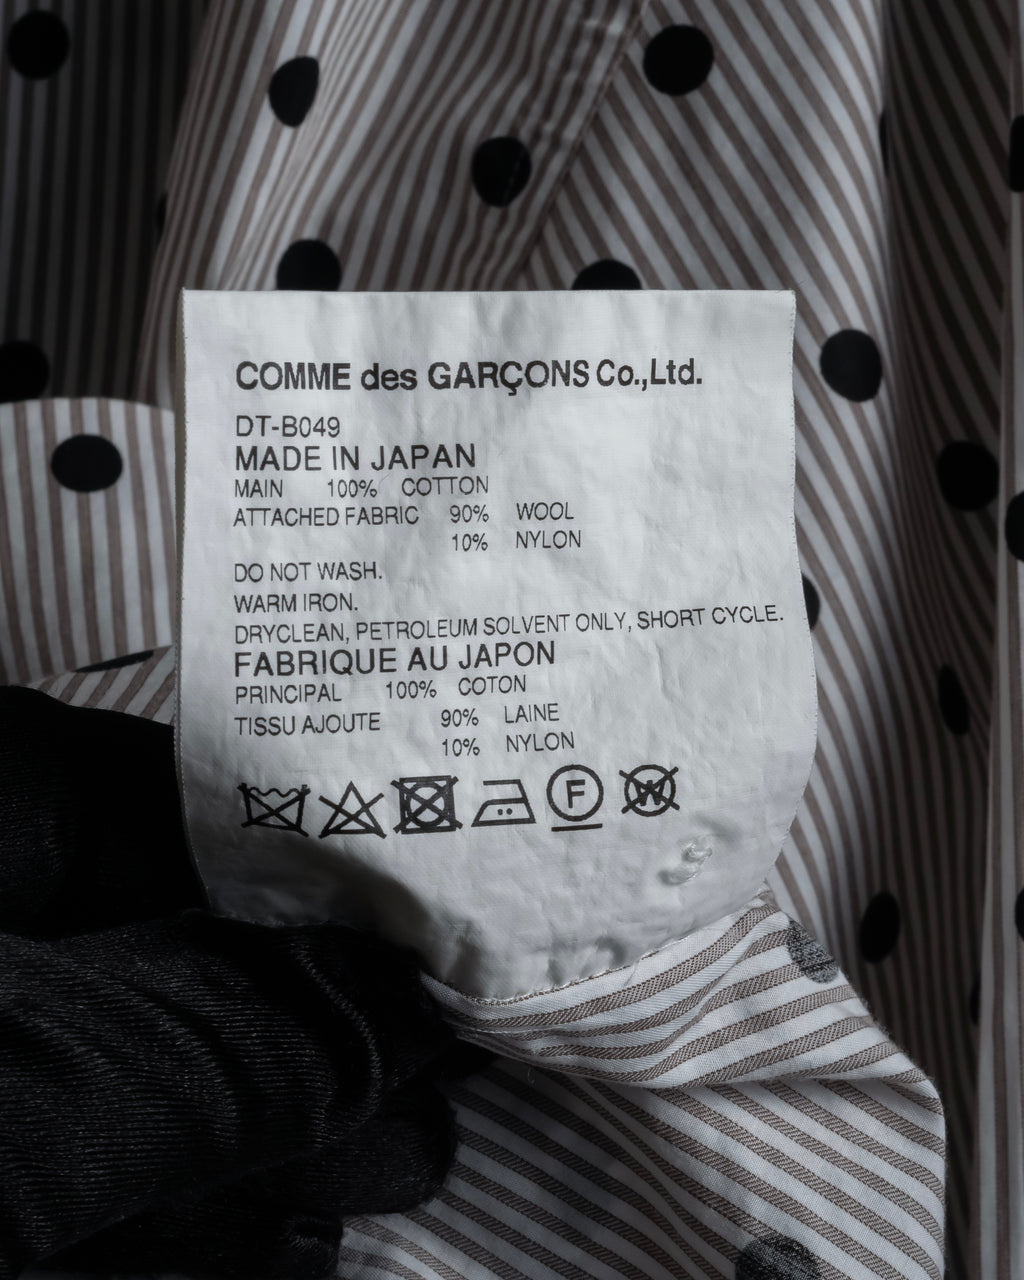 COMME des GARÇONS Co.,Ltd.
DT-B049
MADE IN JAPAN
MAIN 100% COTTON
ATTACHED FABRIC 90% WOOL
10% NYLON
DO NOT WASH.
WARM IRON.
DRYCLEAN, PETROLEUM SOLVENT ONLY, SHORT CYCLE.
FABRIQUE AU JAPON
PRINCIPAL 100% COTON
TISSU AJOUTE 90% LAINE
10% NYLON
F W